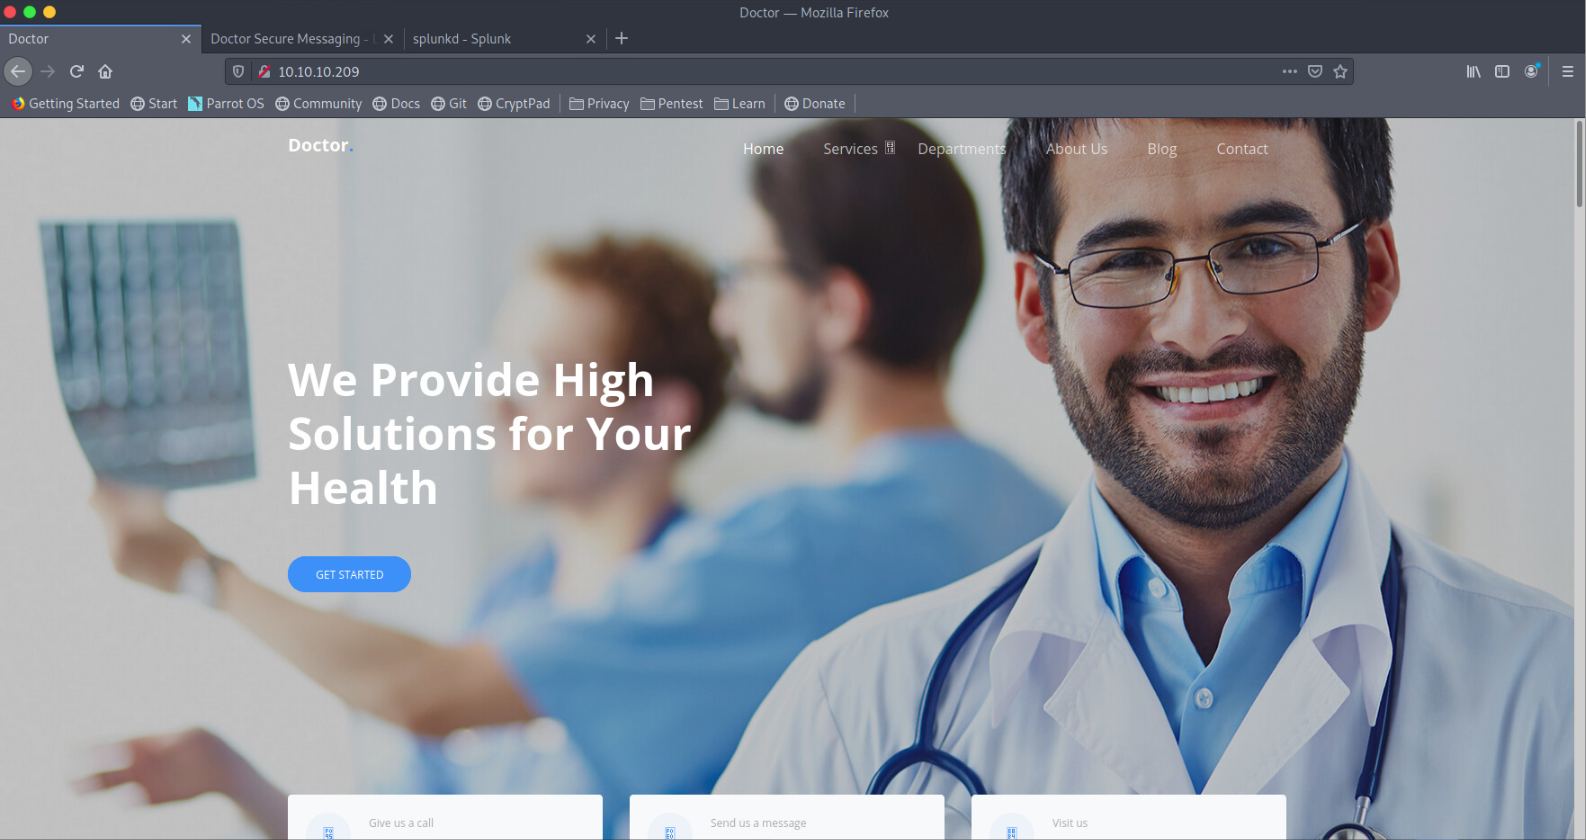 Doctor — Mozilla Firefox
Doctor
Doctor Secure Messaging -
splunkd - Splunk
10.10.10.209
Getting Started Start Parrot OS Community Docs Git CryptPad Privacy Pentest Learn Donate
Doctor.
Home Services Departments About Us Blog Contact
We Provide High
Solutions for Your
Health
GET STARTED
Give us a call
Send us a message
Visit us